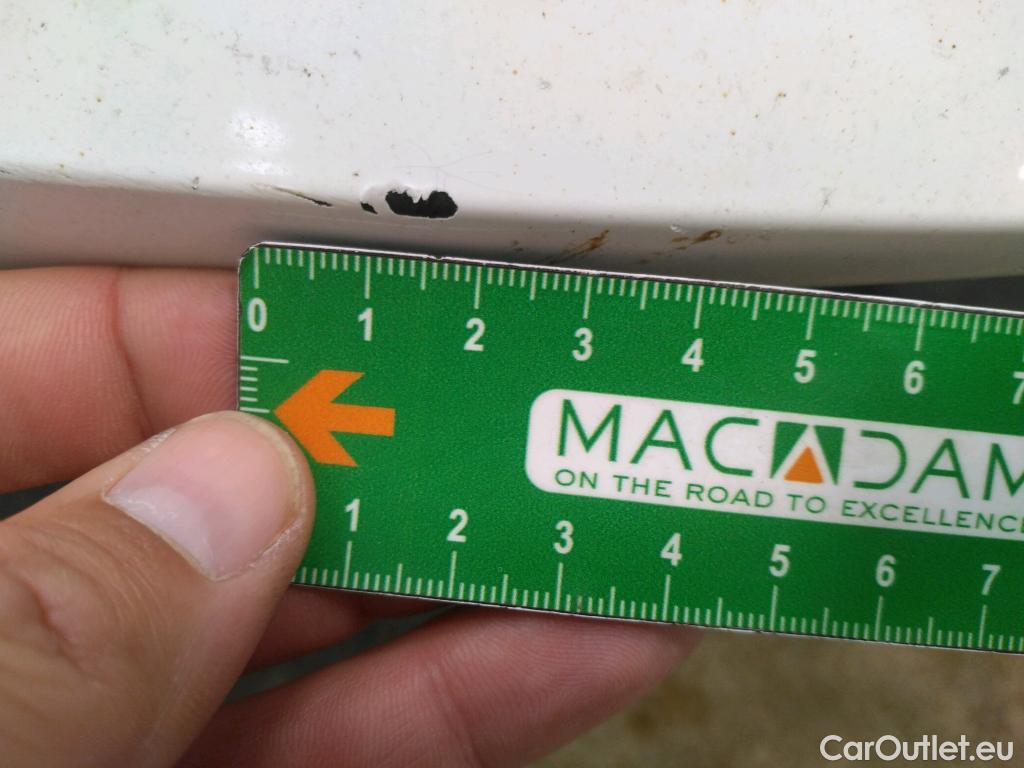 0 1 2 3 4 5 6 7
MACADAM
ON THE ROAD TO EXCELLENCE
1 2 3 4 5 6 7
CarOutlet.eu